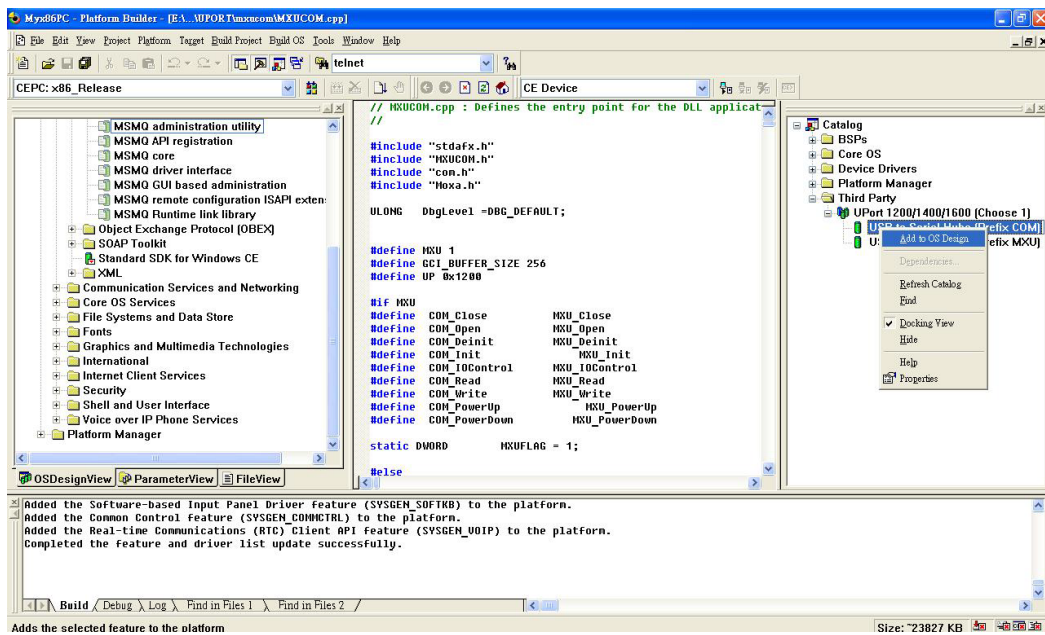 Myx86PC - Platform Builder - [E:\...\UPORT\mxucom\MXUCOM.cpp]
File Edit View Project Platform Target Build Project Build OS Tools Window Help
telnet
CEPC: x86_Release
CE Device
MSMQ administration utility
MSMQ API registration
MSMQ core
MSMQ driver interface
MSMQ GUI based administration
MSMQ remote configuration ISAPI exten
MSMQ Runtime link library
Object Exchange Protocol (OBEX)
SOAP Toolkit
Standard SDK for Windows CE
XML
Communication Services and Networking
Core OS Services
File Systems and Data Store
Fonts
Graphics and Multimedia Technologies
International
Internet Client Services
Security
Shell and User Interface
Voice over IP Phone Services
Platform Manager
OSDesignView ParameterView FileView
// MXUCOM.cpp : Defines the entry point for the DLL applicat
//
#include "stdafx.h"
#include "MXUCOM.h"
#include "com.h"
#include "Moxa.h"
ULONG DbgLevel =DBG_DEFAULT;
#define MXU 1
#define GCI_BUFFER_SIZE 256
#define UP 0x1200
#if MXU
#define COM_Close MXU_Close
#define COM_Open MXU_Open
#define COM_Deinit MXU_Deinit
#define COM_Init MXU_Init
#define COM_IOControl MXU_IOControl
#define COM_Read MXU_Read
#define COM_Write MXU_Write
#define COM_PowerUp MXU_PowerUp
#define COM_PowerDown MXU_PowerDown
static DWORD MXUFLAG = 1;
#else
Catalog
BSPs
Core OS
Device Drivers
Platform Manager
Third Party
UPort 1200/1400/1600 (Choose 1)
USB to Serial Hubs (Prefix COM)
US efix MXU)
Add to OS Design
Dependencies...
Refresh Catalog
Find
Docking View
Hide
Help
Properties
Added the Software-based Input Panel Driver feature (SYSGEN_SOFTKB) to the platform.
Added the Common Control feature (SYSGEN_COMMCTRL) to the platform.
Added the Real-time Communications (RTC) Client API feature (SYSGEN_VOIP) to the platform.
Completed the feature and driver list update successfully.
Build Debug Log Find in Files 1 Find in Files 2
Adds the selected feature to the platform
Size: ~23827 KB